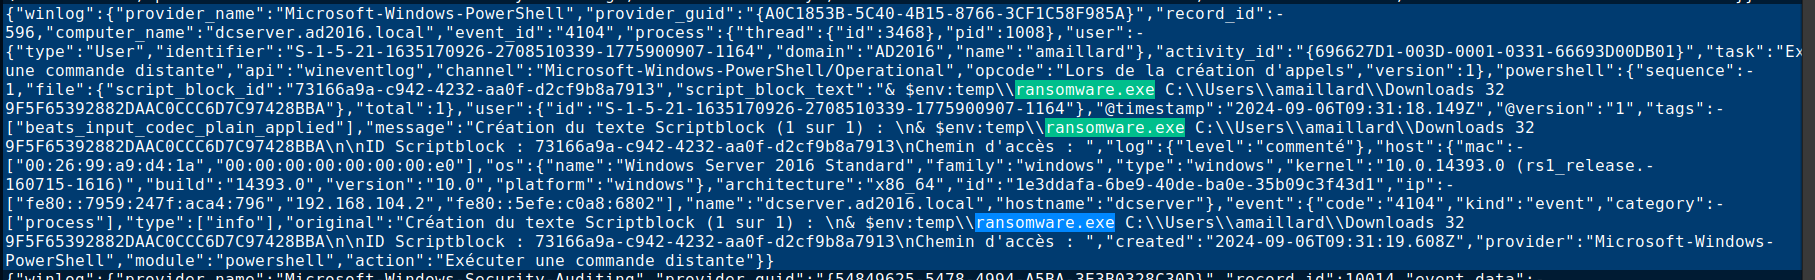 {"winlog":{"provider_name":"Microsoft-Windows-PowerShell","provider_guid":"{A0C1853B-5C40-4B15-8766-3CF1C58F985A}","record_id":-
596,"computer_name":"dcserver.ad2016.local","event_id":"4104","process":{"thread":{"id":3468},"pid":1008},"user":-
{"type":"User","identifier":"S-1-5-21-1635170926-2708510339-1775900907-1164","domain":"AD2016","name":"amaillard"},"activity_id":"{696627D1-003D-0001-0331-66693D00DB01}","task":"Ex
une commande distante","api":"wineventlog","channel":"Microsoft-Windows-PowerShell/Operational","opcode":"Lors de la création d'appels","version":1},"powershell":{"sequence":-
1,"file":{"script_block_id":"73166a9a-c942-4232-aa0f-d2cf9b8a7913","script_block_text":"& $env:temp\\ransomware.exe C:\\Users\\amaillard\\Downloads 32
9F5F65392882DAAC0CCC6D7C97428BBA"},"total":1},"user":{"id":"S-1-5-21-1635170926-2708510339-1775900907-1164"},"@timestamp":"2024-09-06T09:31:18.149Z","@version":"1","tags":-
["beats_input_codec_plain_applied"],"message":"Création du texte Scriptblock (1 sur 1) : \n& $env:temp\\ransomware.exe C:\\Users\\amaillard\\Downloads 32
9F5F65392882DAAC0CCC6D7C97428BBA\n\nID Scriptblock : 73166a9a-c942-4232-aa0f-d2cf9b8a7913\nChemin d'accès : ","log":{"level":"commenté"},"host":{"mac":-
["00:26:99:a9:d4:1a","00:00:00:00:00:00:00:e0"],"os":{"name":"Windows Server 2016 Standard","family":"windows","type":"windows","kernel":"10.0.14393.0 (rs1_release.-
160715-1616)","build":"14393.0","version":"10.0","platform":"windows"},"architecture":"x86_64","id":"1e3ddafa-6be9-40de-ba0e-35b09c3f43d1","ip":-
["fe80::7959:247f:aca4:796","192.168.104.2","fe80::5efe:c0a8:6802"],"name":"dcserver.ad2016.local","hostname":"dcserver"},"event":{"code":"4104","kind":"event","category":-
["process"],"type":["info"],"original":"Création du texte Scriptblock (1 sur 1) : \n& $env:temp\\ransomware.exe C:\\Users\\amaillard\\Downloads 32
9F5F65392882DAAC0CCC6D7C97428BBA\n\nID Scriptblock : 73166a9a-c942-4232-aa0f-d2cf9b8a7913\nChemin d'accès : ","created":"2024-09-06T09:31:19.608Z","provider":"Microsoft-Windows-
PowerShell","module":"powershell","action":"Exécuter une commande distante"}}
{"winlog":{"provider_name":"Microsoft-Windows-Security-Auditing","provider_guid":"{54849625-5478-4994-A5BA-3E3B0328C30D}","record_id":10014,"event_data":-